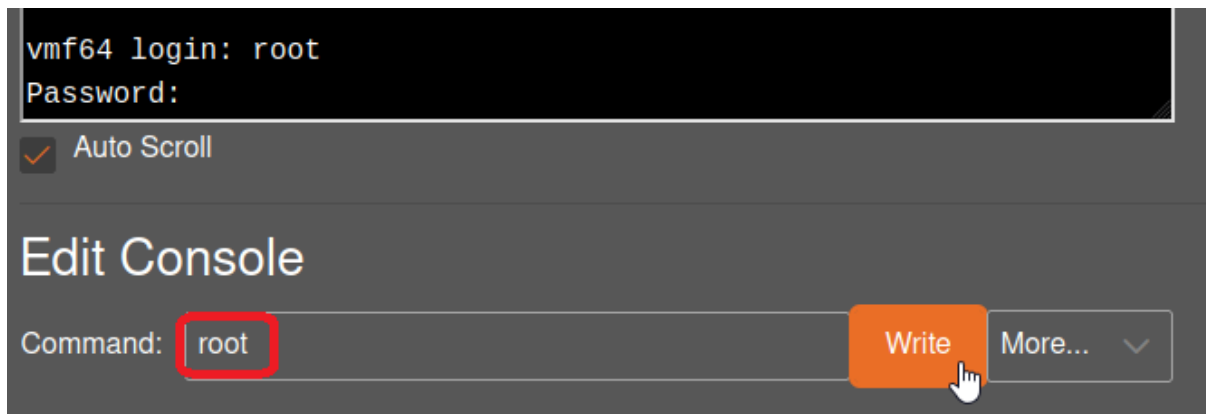 vmf64 login: root
Password:
Auto Scroll
Edit Console
Command: root Write More...